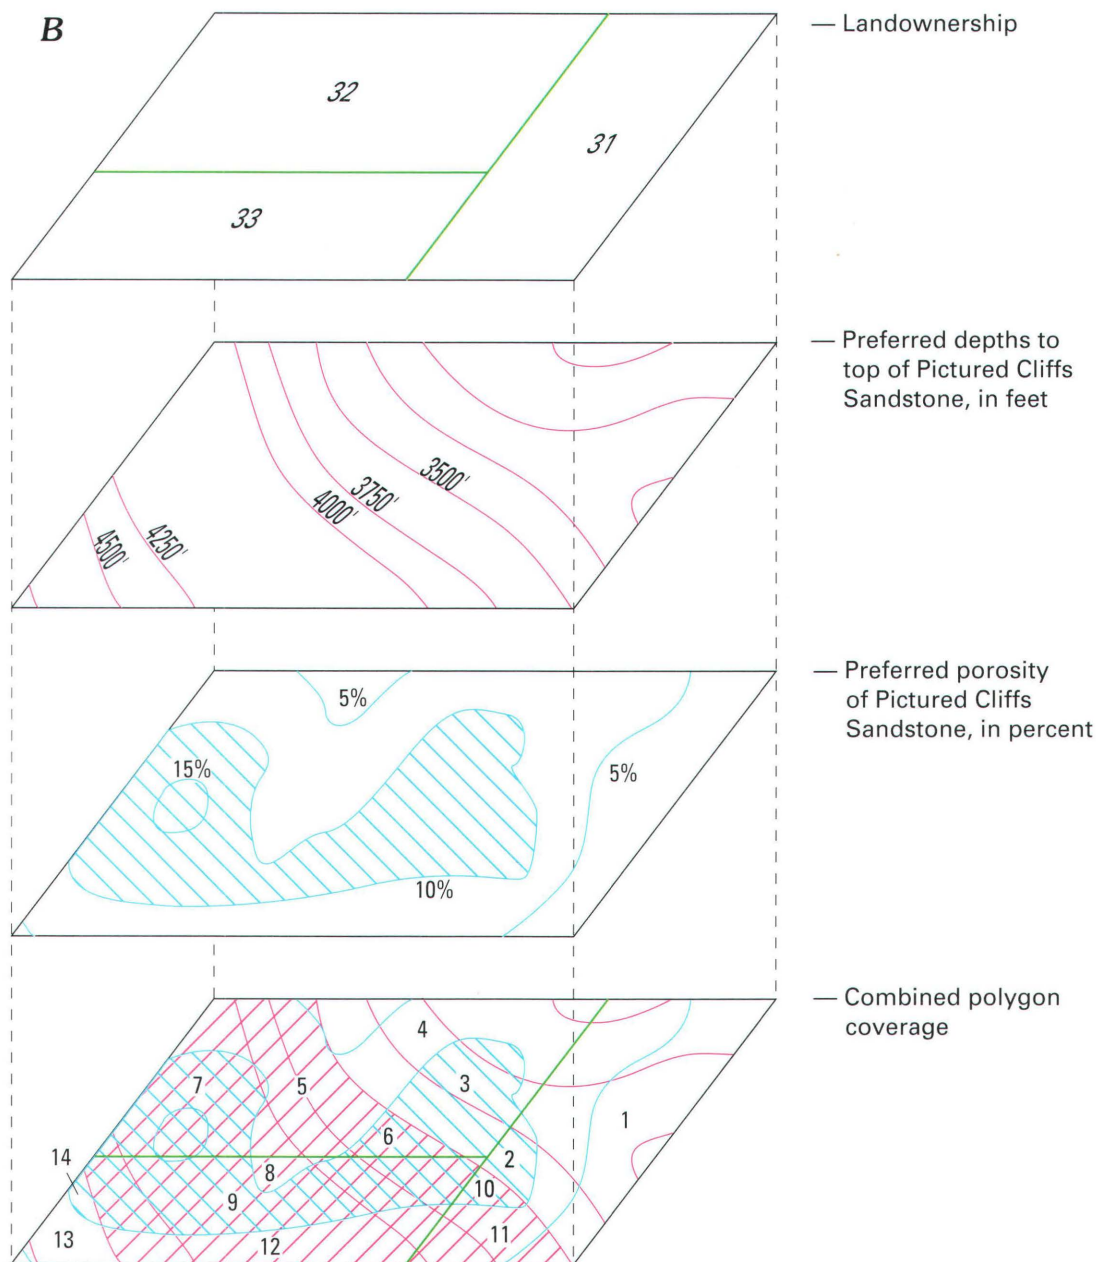 B
— Landownership
32
31
33
— Preferred depths to
top of Pictured Cliffs
Sandstone, in feet
3500'
3750'
4000'
4250'
4500'
— Preferred porosity
of Pictured Cliffs
Sandstone, in percent
5%
15%
5%
10%
— Combined polygon
coverage
4
3
7
5
1
6
14
2
8
10
9
11
13
12